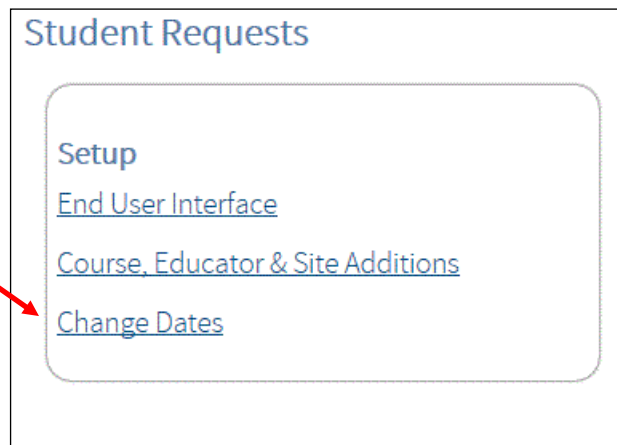 Student Requests
Setup
End User Interface
Course, Educator & Site Additions
Change Dates